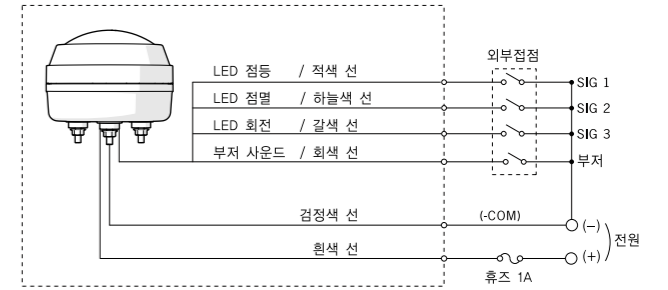 외부접점
LED 점등 / 적색 선
SIG 1
LED 점멸 / 하늘색 선
SIG 2
LED 회전 / 갈색 선
SIG 3
부저 사운드 / 회색 선
부저
검정색 선
(-COM)
(-)
전원
흰색 선
(+)
휴즈 1A